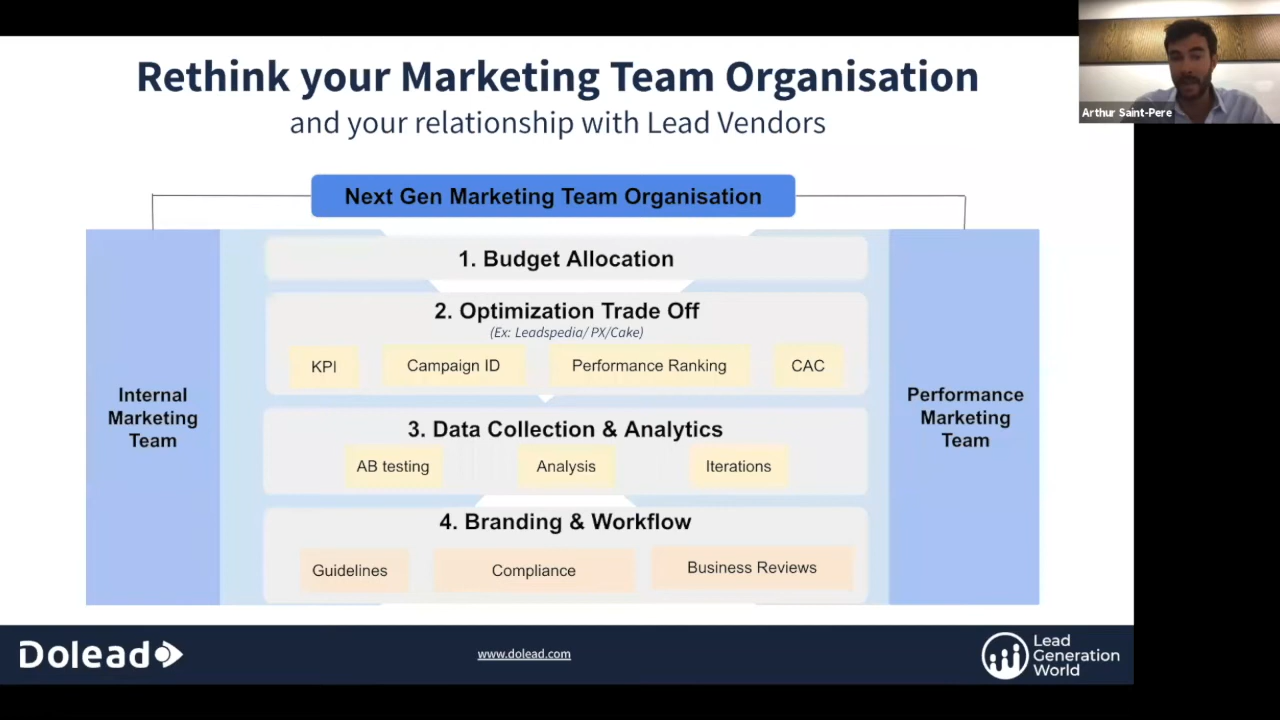 Rethink your Marketing Team Organisation
and your relationship with Lead Vendors
Arthur Saint-Pere
Next Gen Marketing Team Organisation
1. Budget Allocation
2. Optimization Trade Off
(Ex: Leadspedia/ PX/Cake)
KPI
Campaign ID
Performance Ranking
CAC
Internal
Marketing
Team
Performance
Marketing
Team
3. Data Collection & Analytics
AB testing
Analysis
Iterations
4. Branding & Workflow
Guidelines
Compliance
Business Reviews
Dolead
www.dolead.com
Lead
Generation
World